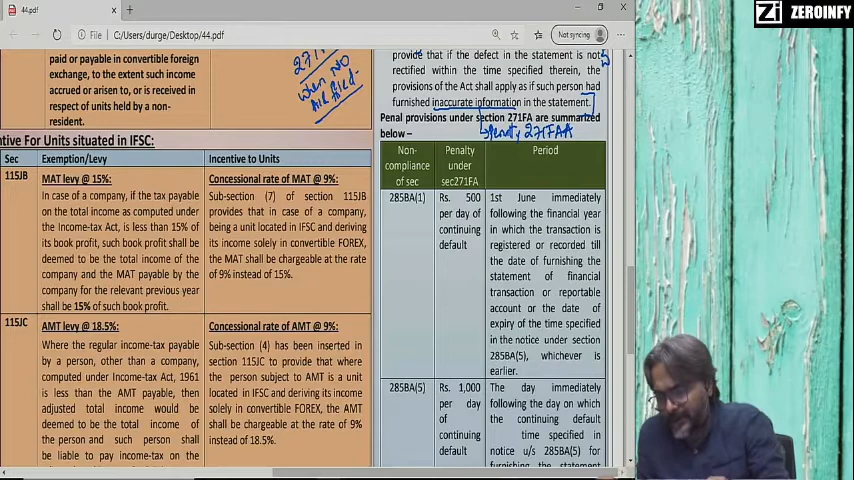 44.pdf
File
C:/Users/durge/Desktop/44.pdf
Not syncing
ZEROINFY
paid or payable in convertible foreign
exchange, to the extent such income
accrued or arisen to, or is received in
respect of units held by a non-
resident.
when NO
AIR filed
ntive For Units situated in IFSC:
Sec
Exemption/Levy
Incentive to Units
115JB
MAT levy @ 15%:
In case of a company, if the tax payable
on the total income as computed under
the Income-tax Act, is less than 15% of
its book profit, such book profit shall be
deemed to be the total income of the
company and the MAT payable by the
company for the relevant previous year
shall be 15% of such book profit.
Concessional rate of MAT @ 9%:
Sub-section (7) of section 115JB
provides that in case of a company,
being a unit located in IFSC and deriving
its income solely in convertible FOREX,
the MAT shall be chargeable at the rate
of 9% instead of 15%.
115JC
AMT levy @ 18.5%:
Where the regular income-tax payable
by a person, other than a company,
computed under Income-tax Act, 1961
is less than the AMT payable, then
adjusted total income would be
deemed to be the total income of
the person and such person shall
be liable to pay income-tax on the
Concessional rate of AMT @ 9%:
Sub-section (4) has been inserted in
section 115JC to provide that where
the person subject to AMT is a unit
located in IFSC and deriving its income
solely in convertible FOREX, the AMT
shall be chargeable at the rate of 9%
instead of 18.5%.
provide that if the defect in the statement is not
rectified within the time specified therein, the
provisions of the Act shall apply as if such person had
furnished inaccurate information in the statement.
Penal provisions under section 271FA are summarized
below –
Penalty 271FAA
Non-
compliance
of sec
Penalty
under
sec271FA
Period
285BA(1)
Rs. 500
per day of
continuing
default
1st June immediately
following the financial year
in which the transaction is
registered or recorded till
the date of furnishing the
statement of financial
transaction or reportable
account or the date of
expiry of the time specified
in the notice under section
285BA(5), whichever is
earlier.
285BA(5)
Rs. 1,000
per day
of
continuing
default
The day immediately
following the day on which
the continuing default
time specified in
notice u/s 285BA(5) for
furnishing the statement